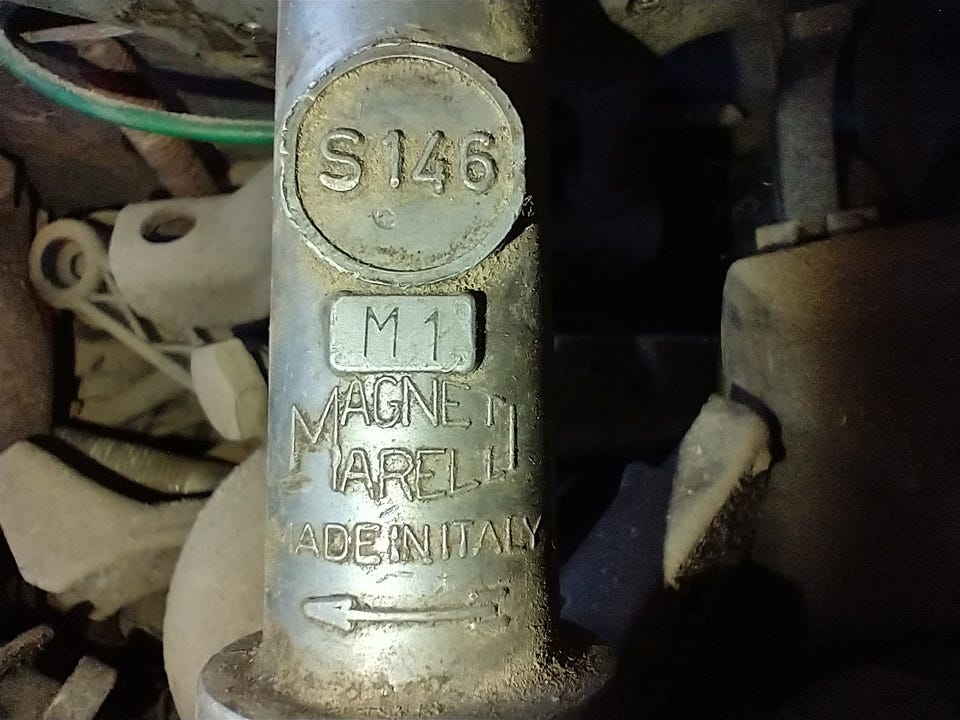 S146
M1
MAGNETI
MARELLI
MADE IN ITALY